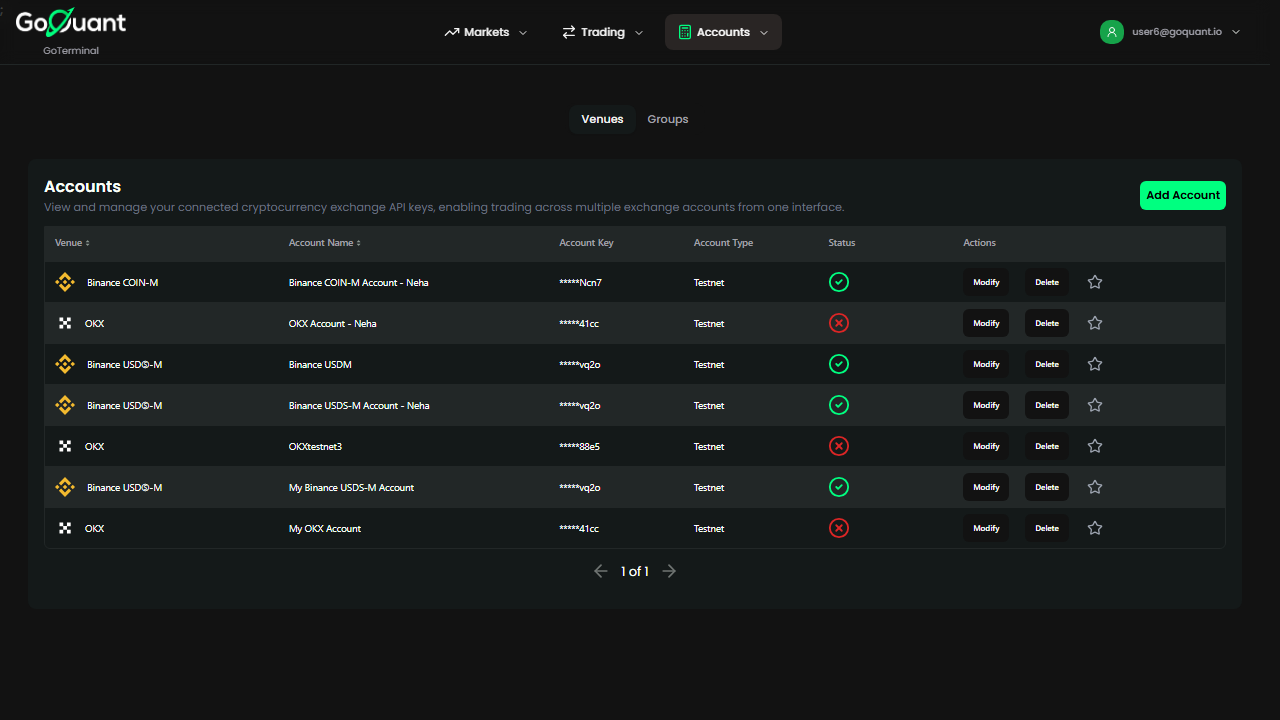 GoQuant
GoTerminal
Markets
Trading
Accounts
user6@goquant.io
Venues
Groups
Accounts
View and manage your connected cryptocurrency exchange API keys, enabling trading across multiple exchange accounts from one interface.
Add Account
Venue Account Name Account Key Account Type Status Actions
Binance COIN-M Binance COIN-M Account - Neha *****Ncn7 Testnet Modify Delete
OKX OKX Account - Neha *****41cc Testnet Modify Delete
Binance USDⓈ-M Binance USDM *****vq2o Testnet Modify Delete
Binance USDⓈ-M Binance USDS-M Account - Neha *****vq2o Testnet Modify Delete
OKX OKXtestnet3 *****88e5 Testnet Modify Delete
Binance USDⓈ-M My Binance USDS-M Account *****vq2o Testnet Modify Delete
OKX My OKX Account *****41cc Testnet Modify Delete
1 of 1